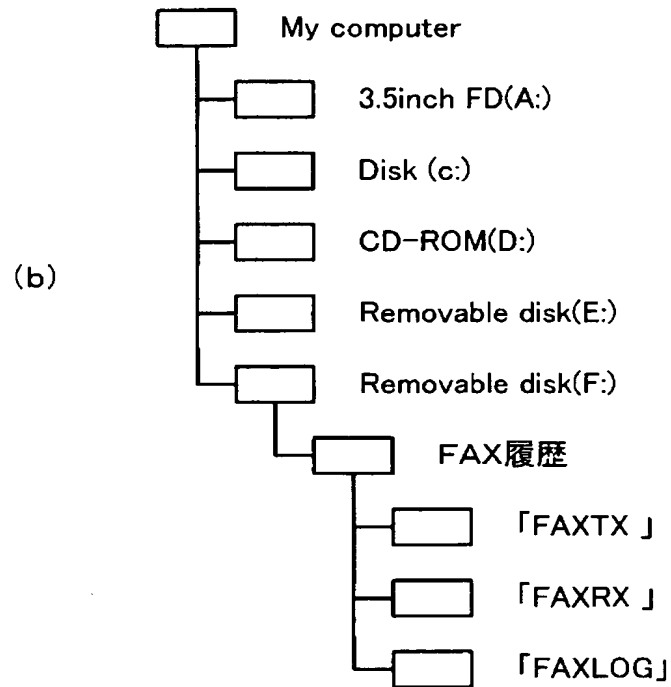 My computer
3.5inch FD(A:)
Disk (c:)
CD-ROM(D:)
(b)
Removable disk(E:)
Removable disk(F:)
FAX履歴
「FAXTX 」
「FAXRX 」
「FAXLOG」